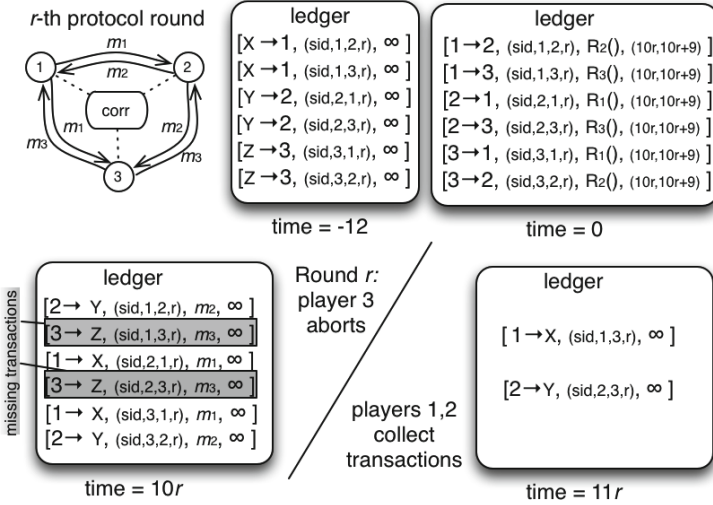 r-th protocol round
m1
m2
1
2
corr
m3
m1
m2
m3
3
ledger
[X→1, (sid,1,2,r), ∞ ]
[X→1, (sid,1,3,r), ∞ ]
[Y→2, (sid,2,1,r), ∞ ]
[Y→2, (sid,2,3,r), ∞ ]
[Z→3, (sid,3,1,r), ∞ ]
[Z→3, (sid,3,2,r), ∞ ]
time = -12
ledger
[1→2, (sid,1,2,r), R2(), (10r,10r+9) ]
[1→3, (sid,1,3,r), R3(), (10r,10r+9) ]
[2→1, (sid,2,1,r), R1(), (10r,10r+9) ]
[2→3, (sid,2,3,r), R3(), (10r,10r+9) ]
[3→1, (sid,3,1,r), R1(), (10r,10r+9) ]
[3→2, (sid,3,2,r), R2(), (10r,10r+9) ]
time = 0
missing transactions
ledger
[2→ Y, (sid,1,2,r), m2, ∞ ]
[3→ Z, (sid,1,3,r), m3, ∞ ]
[1→ X, (sid,2,1,r), m1, ∞ ]
[3→ Z, (sid,2,3,r), m3, ∞ ]
[1→ X, (sid,3,1,r), m1, ∞ ]
[2→ Y, (sid,3,2,r), m2, ∞ ]
time = 10r
Round r:
player 3
aborts
players 1,2
collect
transactions
ledger
[ 1→X, (sid,1,3,r), ∞ ]
[2→Y, (sid,2,3,r), ∞ ]
time = 11r